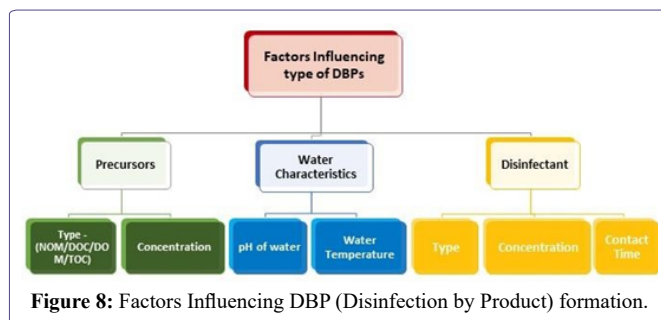 Factors Influencing
type of DBPs
Precursors
Water
Characteristics
Disinfectant
Type -
(NOM/DOC/DO
M/TOC)
Concentration
pH of water
Water
Temperature
Type
Concentration
Contact
Time
Figure 8: Factors Influencing DBP (Disinfection by Product) formation.